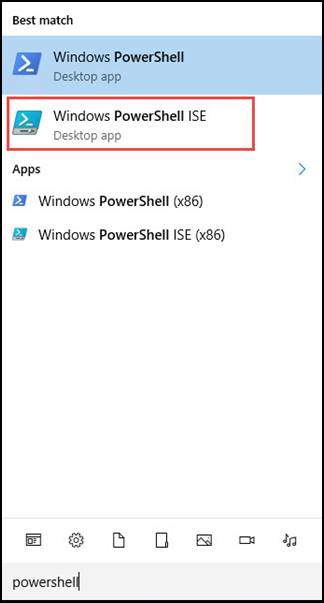 Best match
Windows PowerShell
Desktop app
Windows PowerShell ISE
Desktop app
Apps
Windows PowerShell (x86)
Windows PowerShell ISE (x86)
powershell